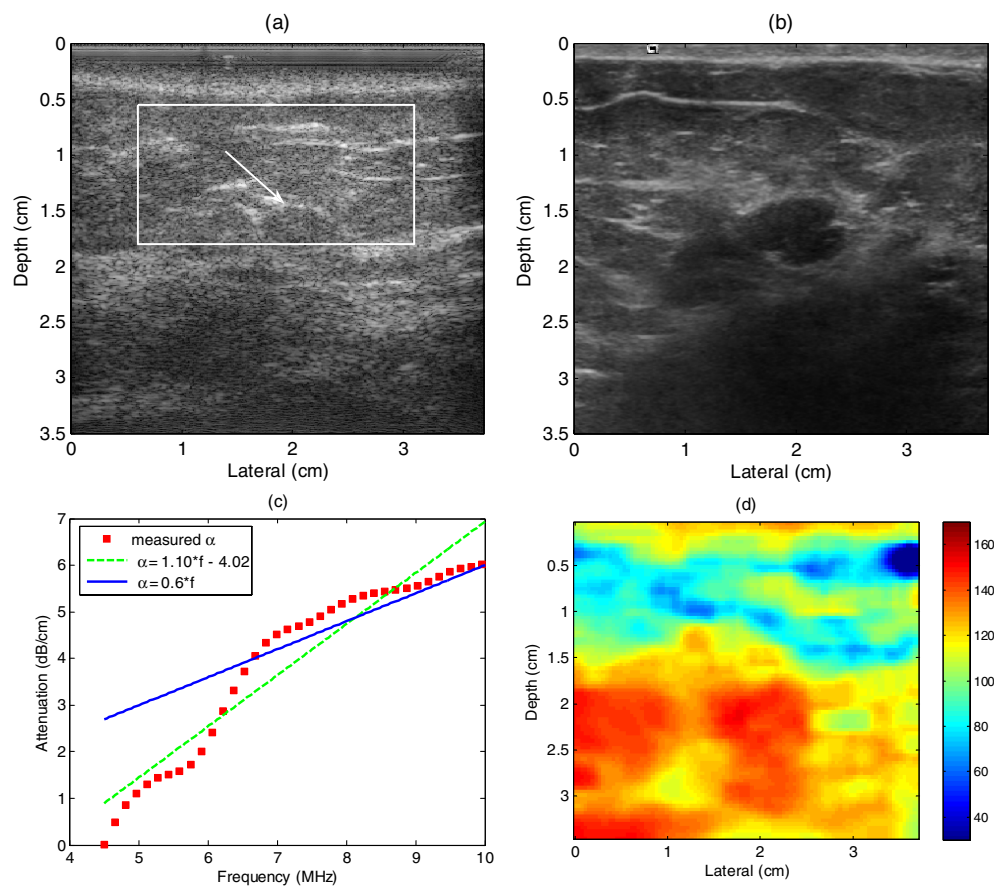 (a)
0
0.5
1
1.5
2
2.5
3
3.5
Depth (cm)
0 1 2 3
Lateral (cm)
(b)
0
0.5
1
1.5
2
2.5
3
3.5
Depth (cm)
0 1 2 3
Lateral (cm)
(c)
7
6
5
4
3
2
1
0
Attenuation (dB/cm)
measured α
α= 1.10*f - 4.02
α= 0.6*f
4 5 6 7 8 9 10
Frequency (MHz)
(d)
0.5
1
1.5
2
2.5
3
Depth (cm)
0 1 2 3
Lateral (cm)
160
140
120
100
80
60
40